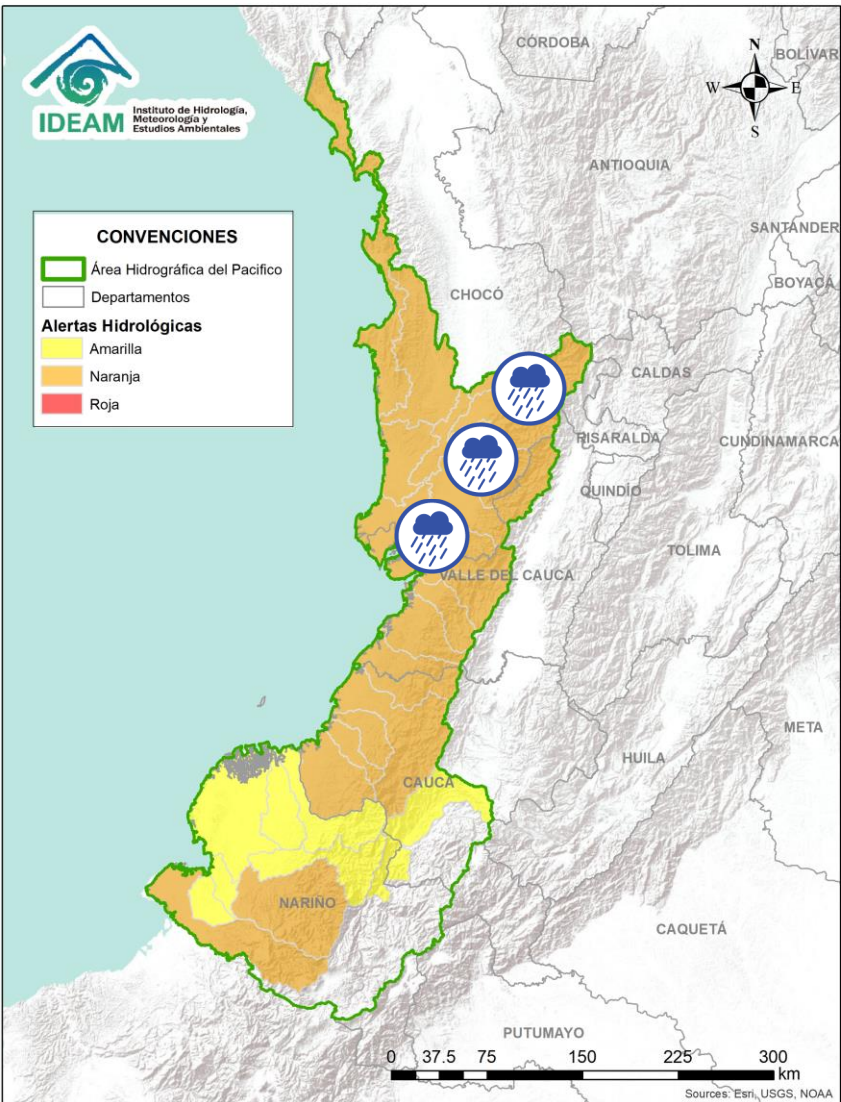 IDEAM
Instituto de Hidrología,
Meteorología y
Estudios Ambientales
CONVENCIONES
Área Hidrográfica del Pacifico
Departamentos
Alertas Hidrológicas
Amarilla
Naranja
Roja
N
W
E
S
CÓRDOBA
BOLÍVAR
ANTIOQUIA
SANTANDER
BOYACÁ
CHOCÓ
CALDAS
RISARALDA
CUNDINAMARCA
QUINDÍO
TOLIMA
VALLE DEL CAUCA
META
HUILA
CAUCA
NARIÑO
CAQUETÁ
PUTUMAYO
0 37.5 75 150 225 300
km
Sources: Esri, USGS, NOAA